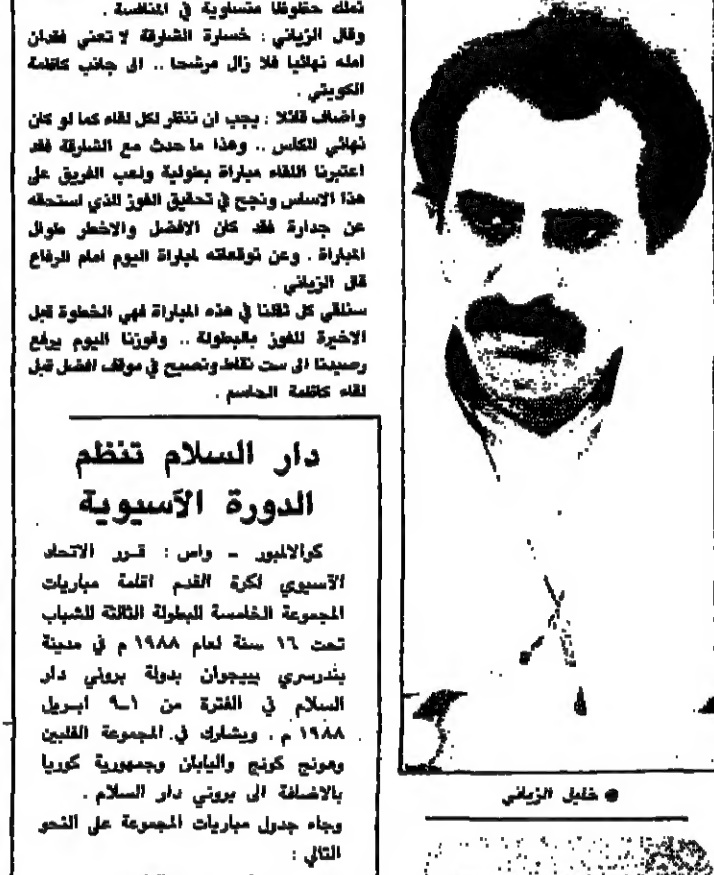 تملك حظوظا متساوية في المنافسة .
وقال الزياني : خسارة الشارقة لا تعني فقدان
امله نهائيا فلا زال مرشحا .. الى جانب كاظمة
الكويتي .
واضاف قائلا : يجب ان ننظر لكل لقاء كما لو كان
نهائي للكاس .. وهذا ما حدث مع الشارقة فقد
اعتبرنا اللقاء مباراة بطولية ولعب الفريق على
هذا الاساس ونجح في تحقيق الفوز الذي استحقه
عن جدارة فقد كان الافضل والاخطر طوال
المباراة . وعن توقعاته لمباراة اليوم امام الرفاع
قال الزياني .
سنلقي كل ثقلنا في هذه المباراة فهي الخطوة قبل
الاخيرة للفوز بالبطولة .. وفوزنا اليوم يرفع
رصيدنا الى ست نقاط ونصبح في موقف افضل قبل
لقاء كاظمة الحاسم .
دار السلام تنظم
الدورة الآسيوية
كوالالمبور - واس : قرر الاتحاد
الآسيوي لكرة القدم اقامة مباريات
المجموعة الخامسة للبطولة الثالثة للشباب
تحت ١٦ سنة لعام ١٩٨٨ م في مدينة
بندرسري بيجوان بدولة بروني دار
السلام في الفترة من ١-٩ ابريل
١٩٨٨ م . ويشارك في المجموعة الفلبين
وهونج كونج واليابان وجمهورية كوريا
بالاضافة الى بروني دار السلام .
وجاء جدول مباريات المجموعة على النحو
التالي :
● خليل الزياني